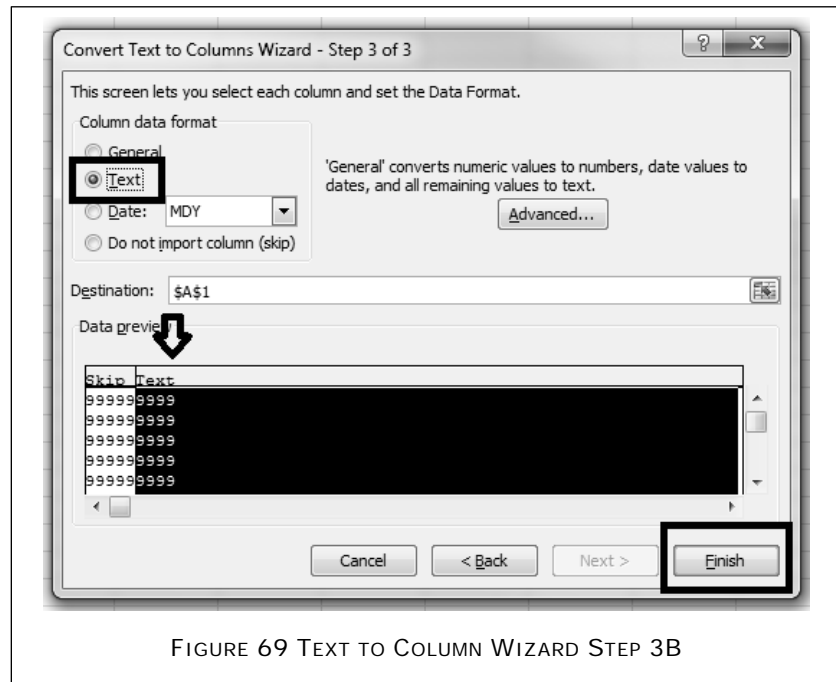 Convert Text to Columns Wizard - Step 3 of 3
This screen lets you select each column and set the Data Format.
Column data format
General
Text
Date: MDY
Do not import column (skip)
'General' converts numeric values to numbers, date values to
dates, and all remaining values to text.
Advanced...
Destination: $A$1
Data preview
Skip Text
999999999
999999999
999999999
999999999
999999999
Cancel < Back Next > Finish
FIGURE 69 TEXT TO COLUMN WIZARD STEP 3B